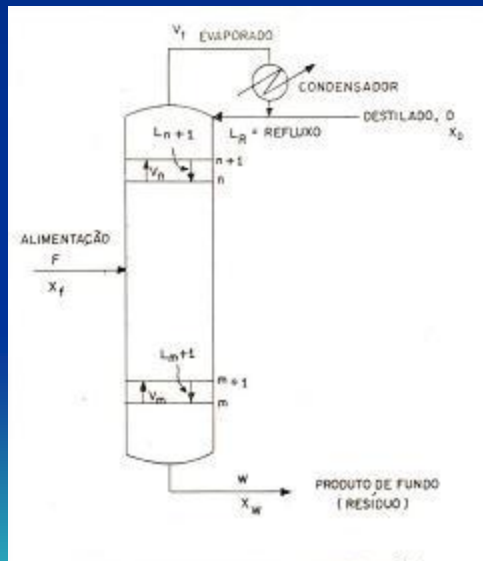 Vt EVAPORADO
CONDENSADOR
DESTILADO, D
XD
LR = REFLUXO
Ln+1
n+1
Vn
n
ALIMENTAÇÃO
F
Xf
Lm+1
m+1
Vm
m
W
XW
PRODUTO DE FUNDO
(RESÍDUO)